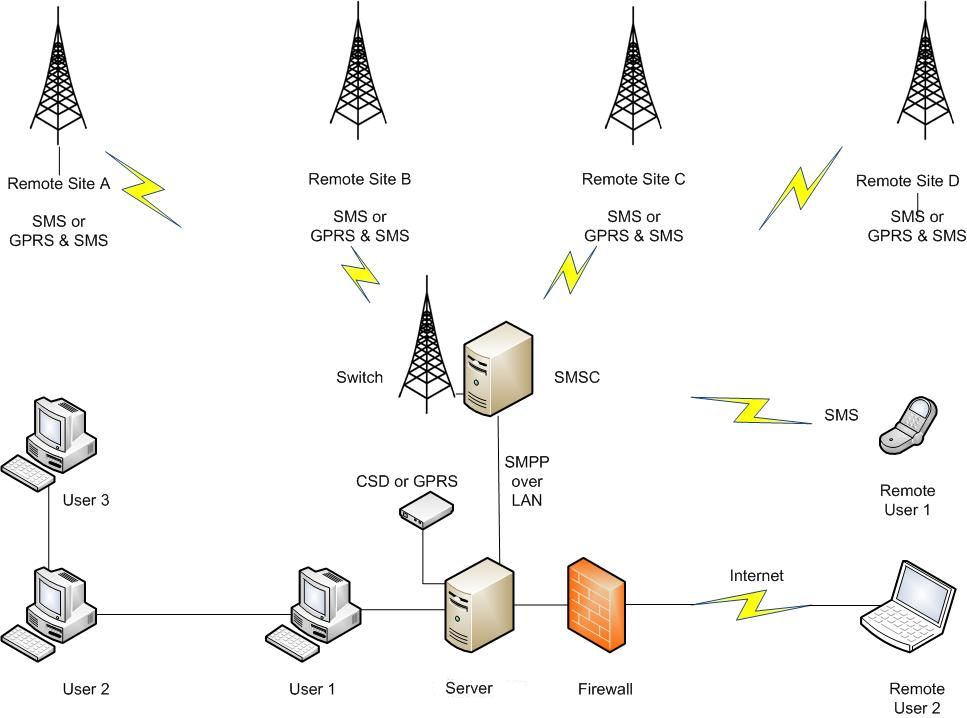 Remote Site A
Remote Site B
Remote Site C
Remote Site D
SMS or
GPRS & SMS
SMS or
GPRS & SMS
SMS or
GPRS & SMS
SMS or
GPRS & SMS
Switch
SMSC
SMS
Remote
User 1
SMPP
over
LAN
CSD or GPRS
User 3
Internet
User 2
User 1
Server
Firewall
Remote
User 2